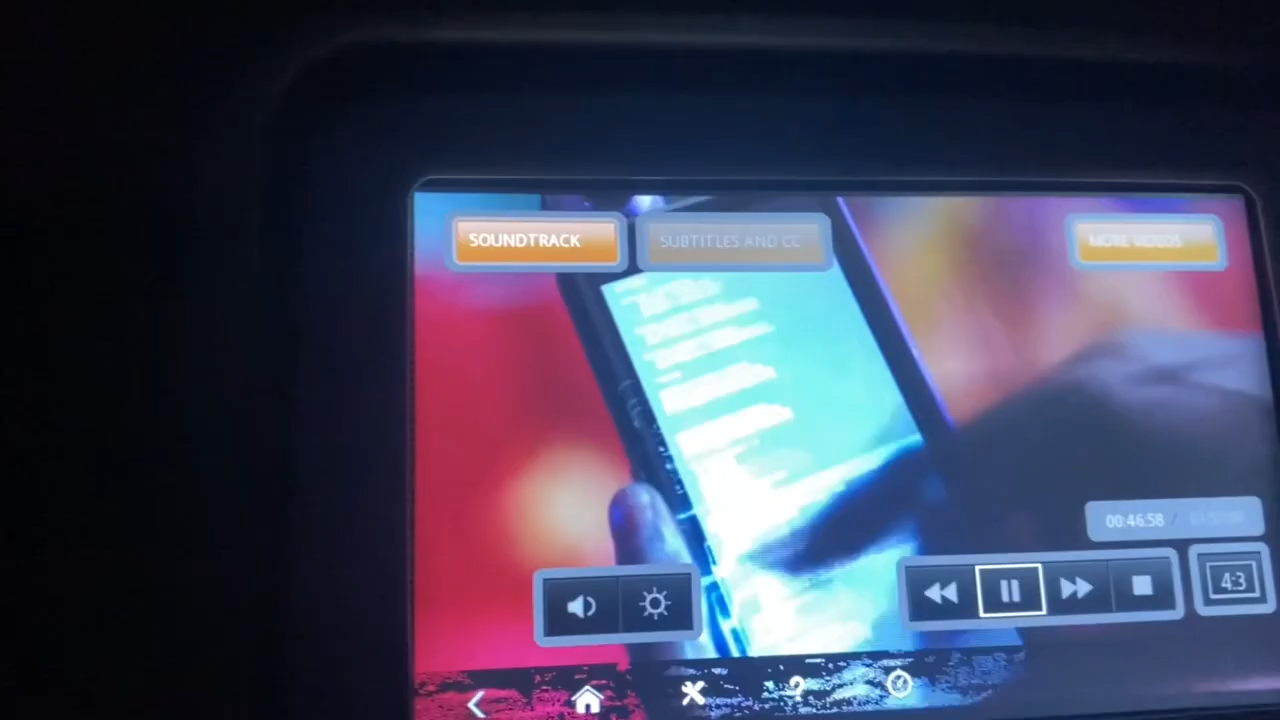 SOUNDTRACK
SUBTITLES AND CC
MORE VIDEOS
00:46:58 /
4:3